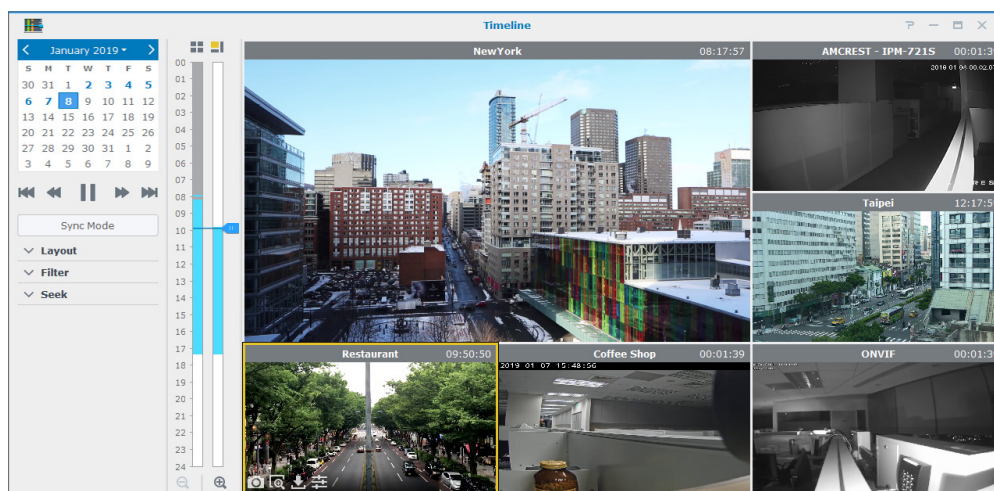 Timeline
January 2019
S M T W T F S
30 31 1 2 3 4 5
6 7 8 9 10 11 12
13 14 15 16 17 18 19
20 21 22 23 24 25 26
27 28 29 30 31 1 2
3 4 5 6 7 8 9
Sync Mode
Layout
Filter
Seek
00
01
02
03
04
05
06
07
08
09
10
11
12
13
14
15
16
17
18
19
20
21
22
23
24
NewYork 08:17:57
AMCREST - IPM-721S 00:01:39
Taipei 12:17:59
Restaurant 09:50:50
Coffee Shop 00:01:39
2019 01 07 15:48:56
ONVIF 00:01:39